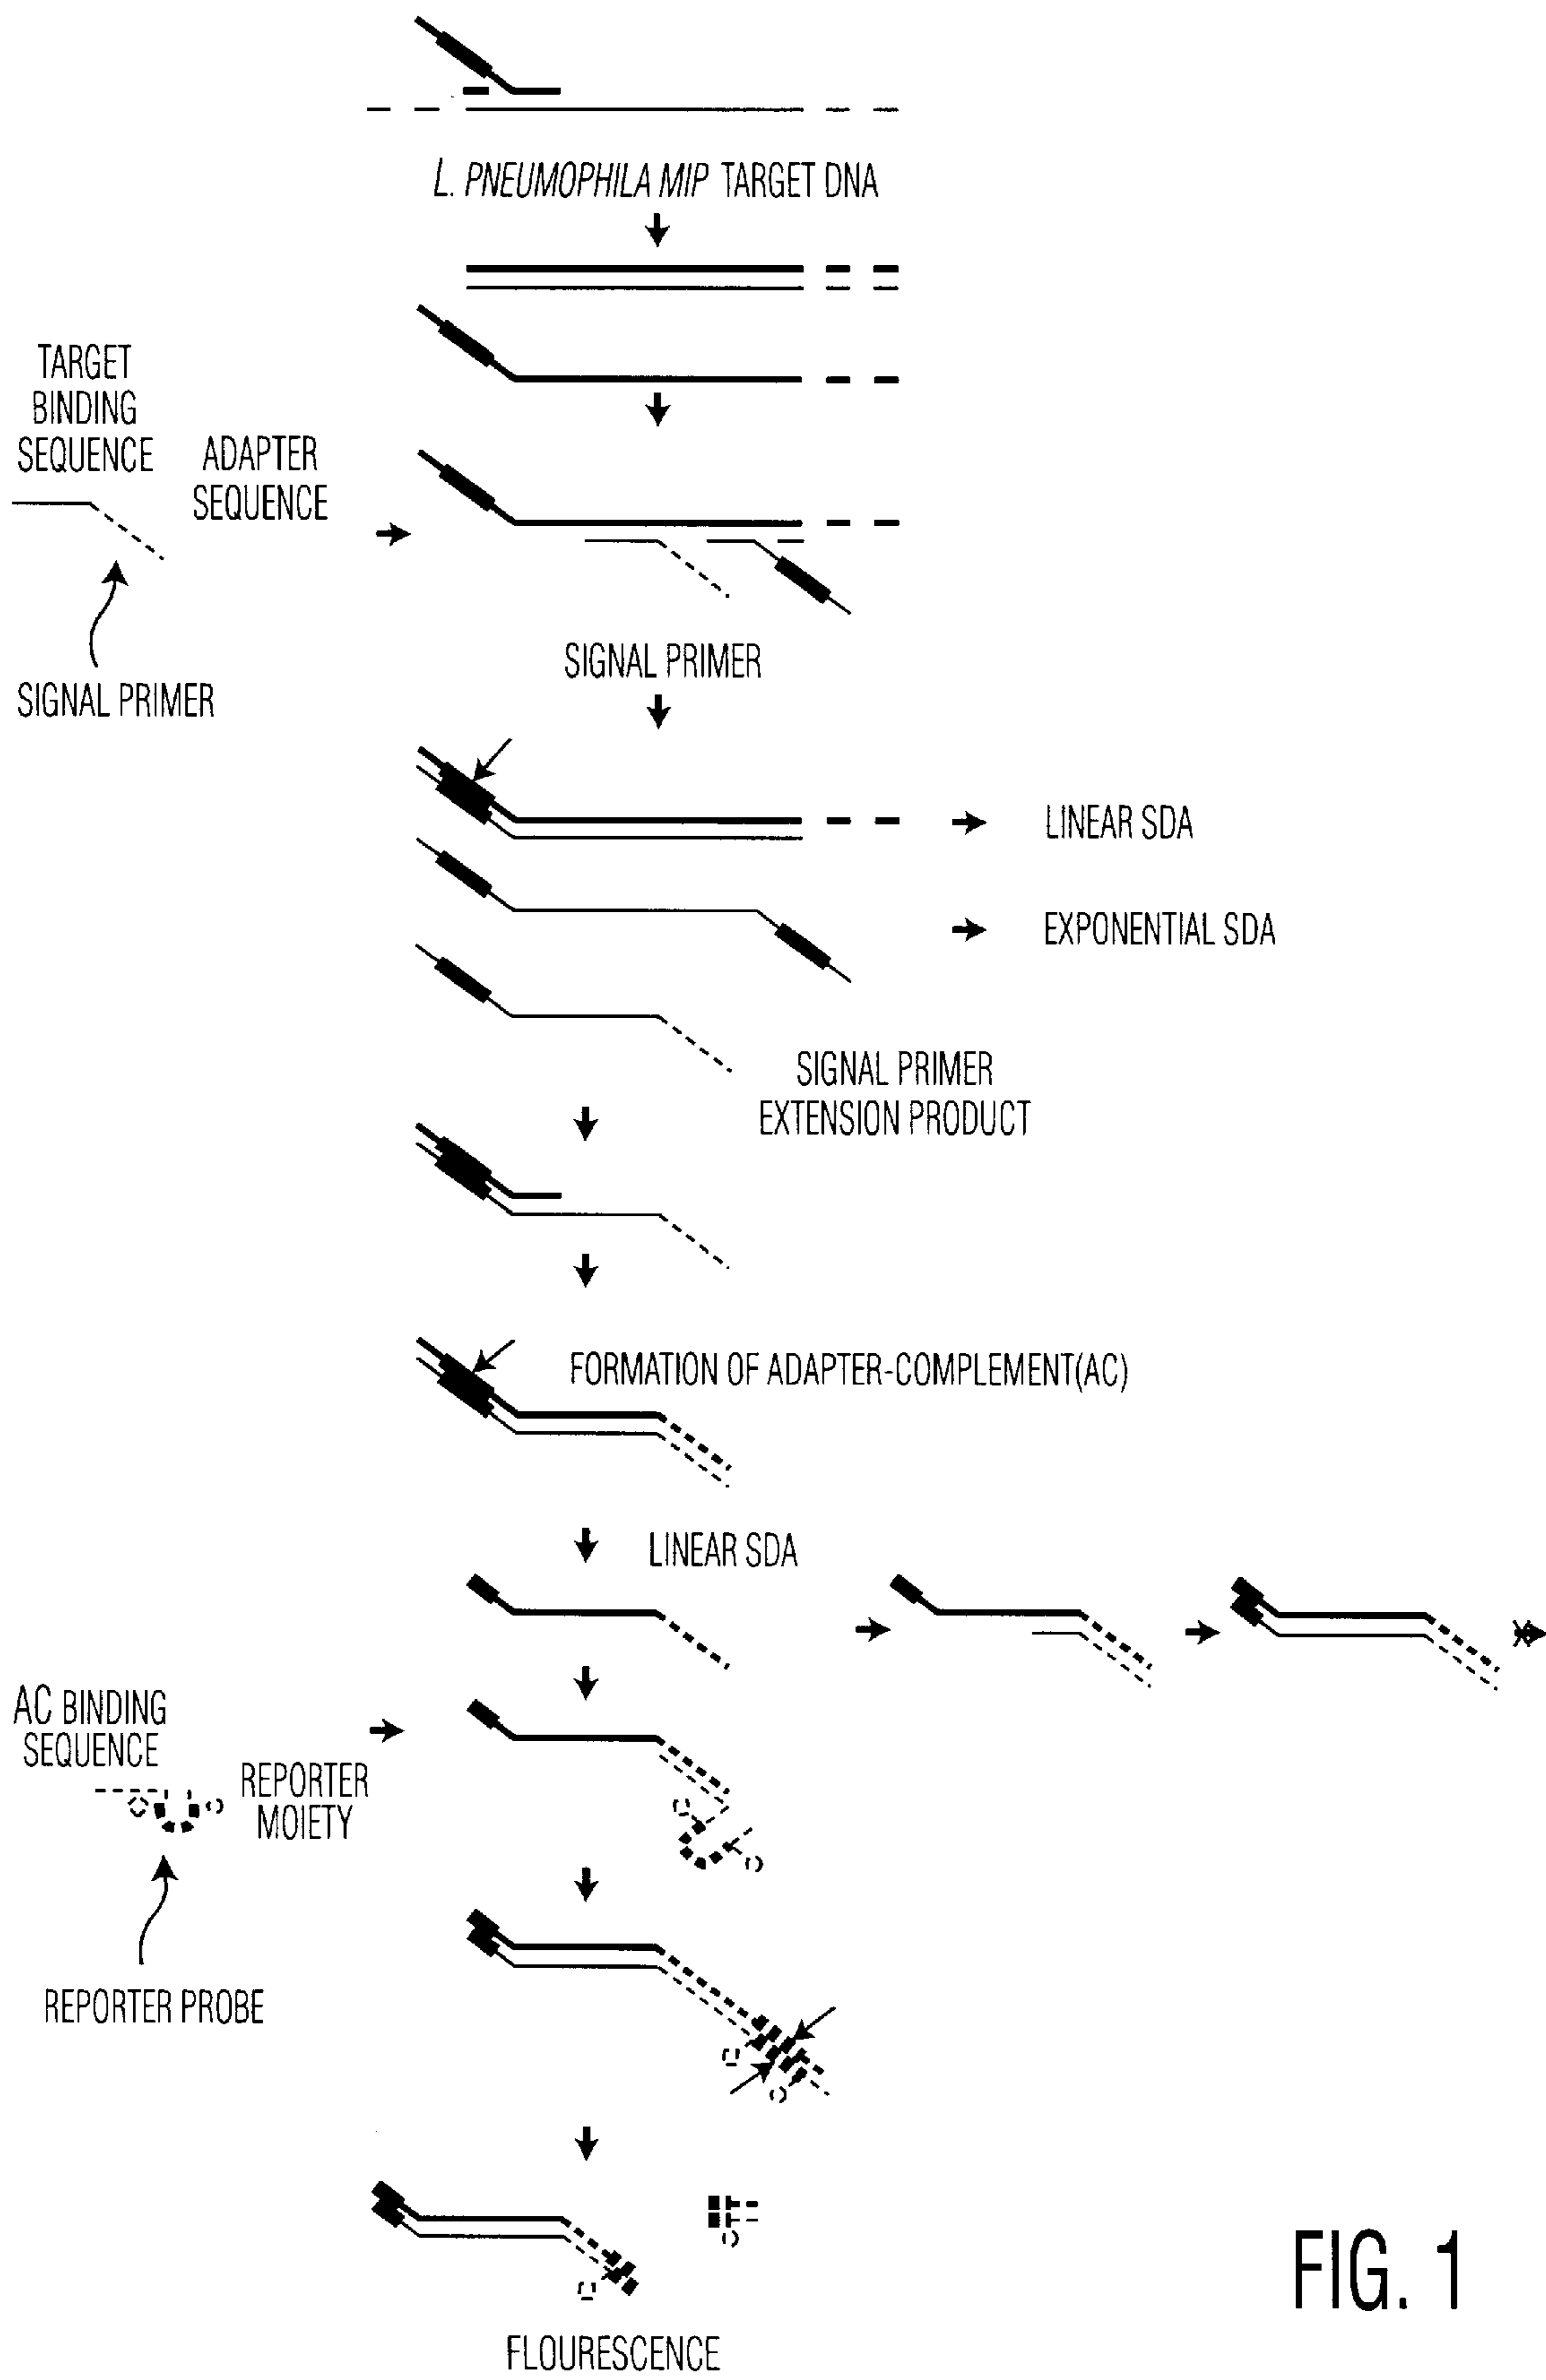 L. PNEUMOPHILA MIP TARGET DNA
TARGET
BINDING
SEQUENCE
ADAPTER
SEQUENCE
SIGNAL PRIMER
SIGNAL PRIMER
LINEAR SDA
EXPONENTIAL SDA
SIGNAL PRIMER
EXTENSION PRODUCT
FORMATION OF ADAPTER-COMPLEMENT(AC)
LINEAR SDA
AC BINDING
SEQUENCE
REPORTER
MOIETY
REPORTER PROBE
FLOURESCENCE
FIG. 1